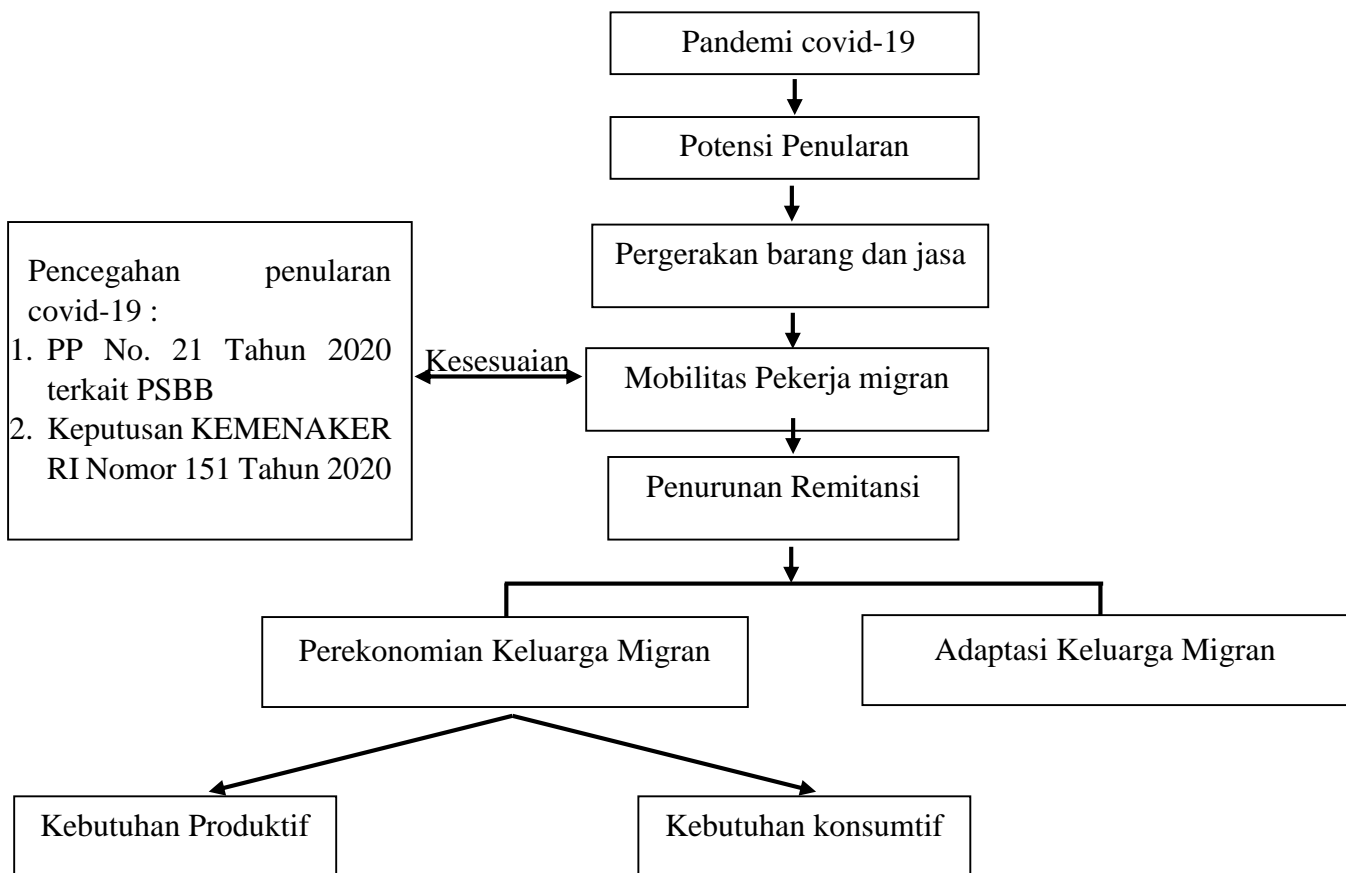 Pandemi covid-19
Potensi Penularan
Pergerakan barang dan jasa
Pencegahan penularan
covid-19 :
1. PP No. 21 Tahun 2020
terkait PSBB
2. Keputusan KEMENAKER
RI Nomor 151 Tahun 2020
Kesesuaian
Mobilitas Pekerja migran
Penurunan Remitansi
Perekonomian Keluarga Migran
Adaptasi Keluarga Migran
Kebutuhan Produktif
Kebutuhan konsumtif